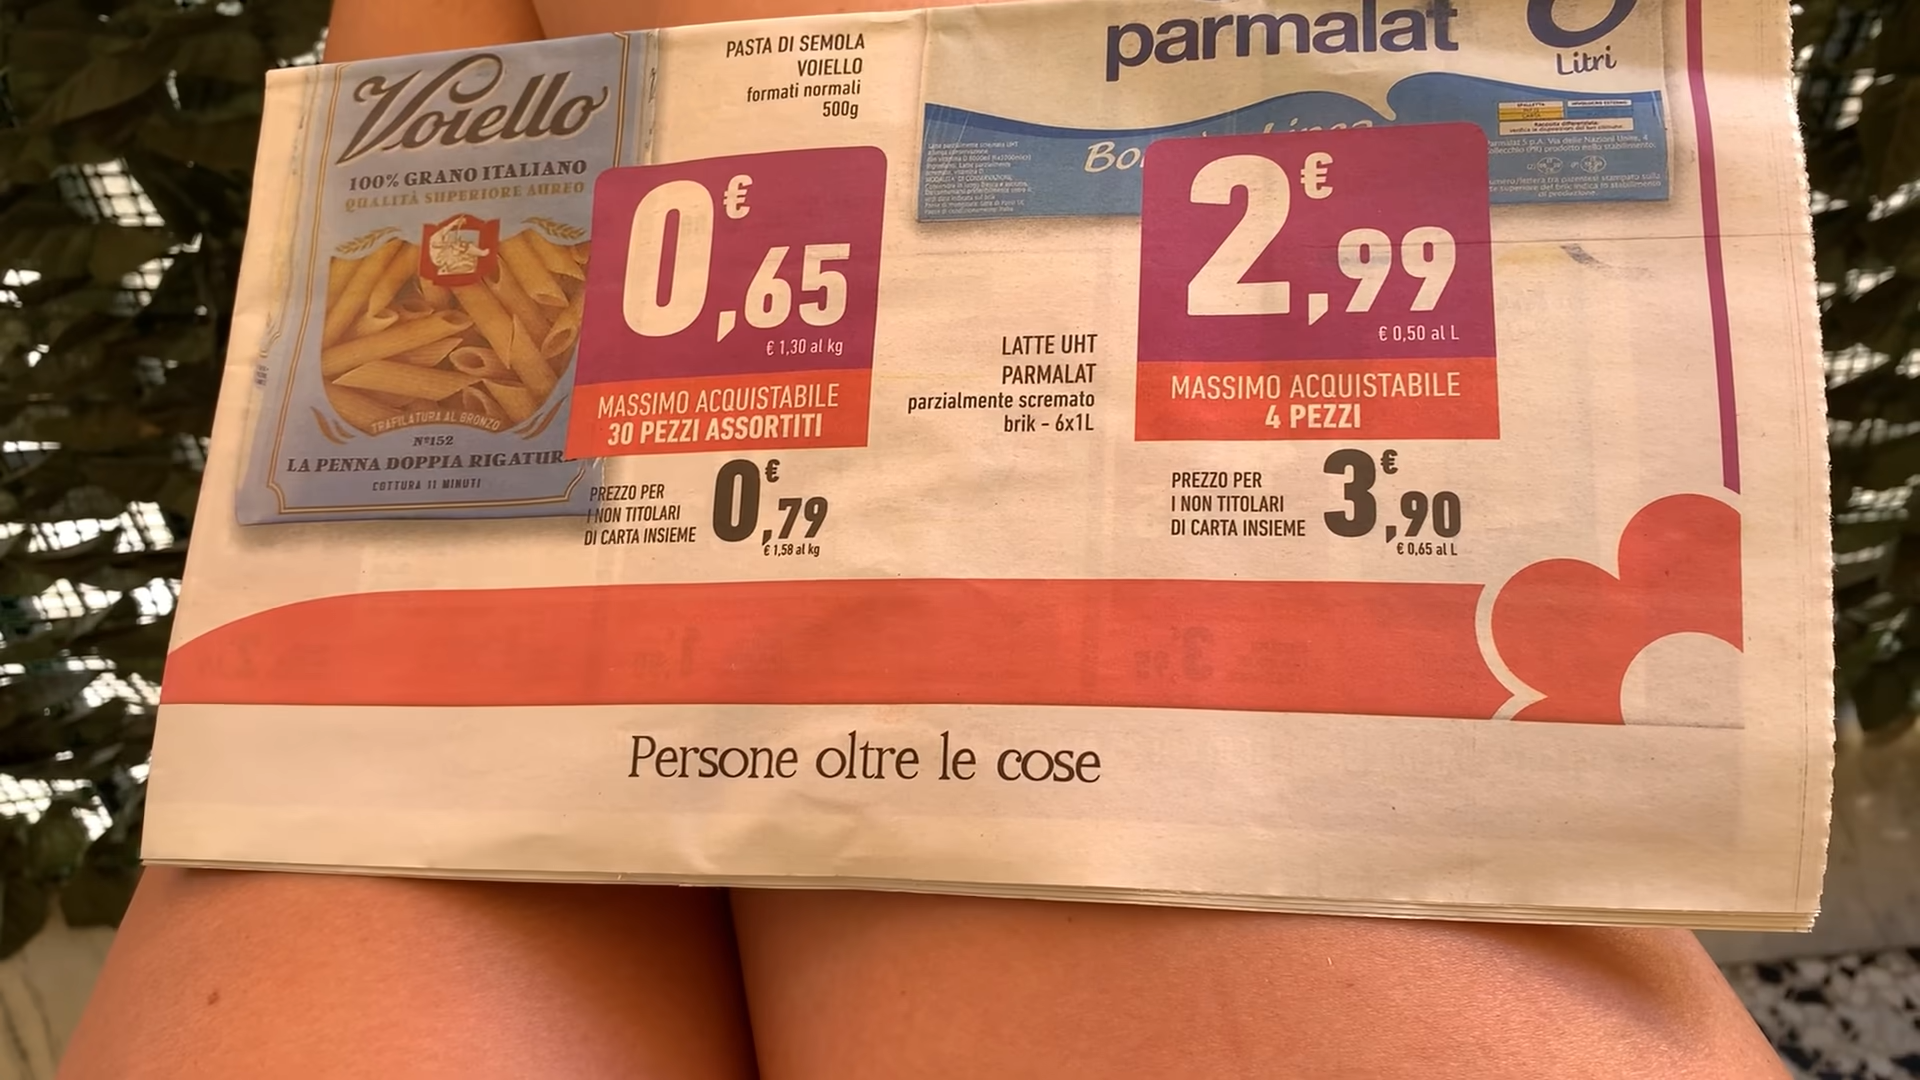 Voiello
100% GRANO ITALIANO
QUALITÀ SUPERIORE AUREO
TRAFILATURA AL BRONZO
Nº152
LA PENNA DOPPIA RIGATUR
COTTURA 11 MINUTI
PASTA DI SEMOLA
VOIELLO
formati normali
500g
0,65 €
€ 1,30 al kg
MASSIMO ACQUISTABILE
30 PEZZI ASSORTITI
PREZZO PER
I NON TITOLARI
DI CARTA INSIEME
0,79 €
€ 1,58 al kg
parmalat
Litri
LATTE UHT
PARMALAT
parzialmente scremato
brik - 6x1L
2,99 €
€ 0,50 al L
MASSIMO ACQUISTABILE
4 PEZZI
PREZZO PER
I NON TITOLARI
DI CARTA INSIEME
3,90 €
€ 0,65 al L
Persone oltre le cose